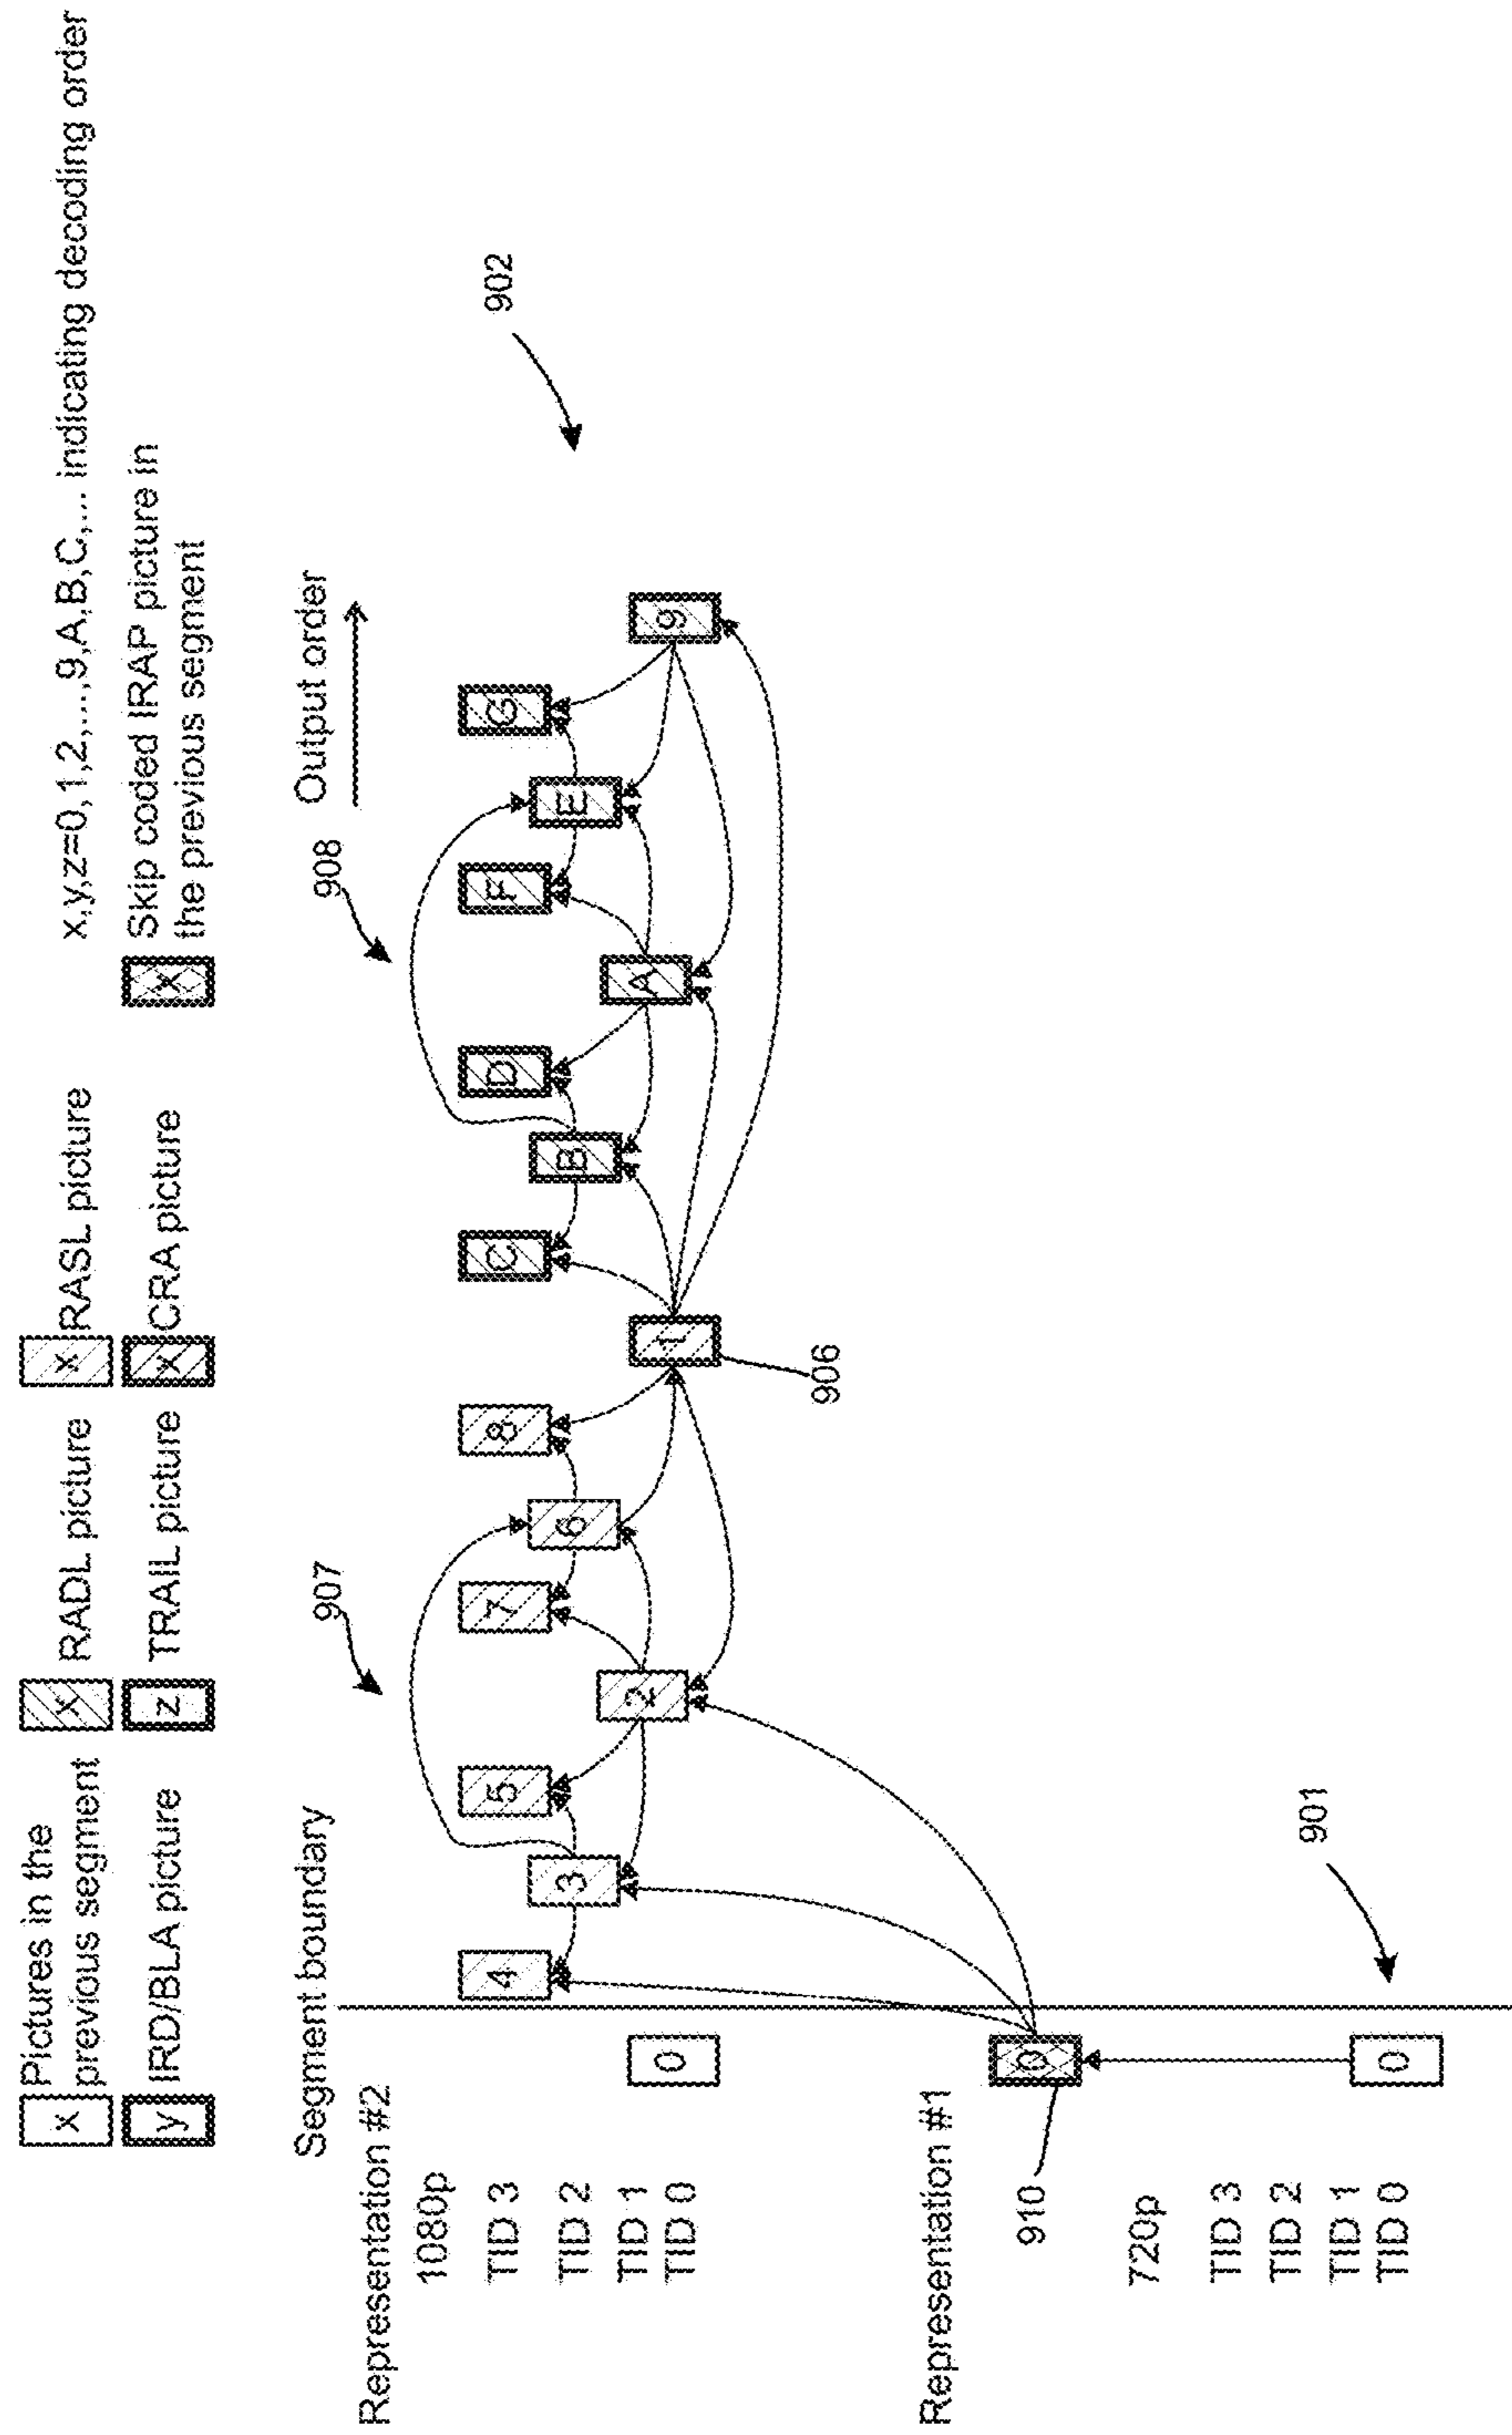 x Pictures in the
previous segment
x RADL picture
x RASL picture
x,y,z=0,1,2,...,9,A,B,C,... indicating decoding order
y IRD/BLA picture
z TRAIL picture
x CRA picture
x Skip coded IRAP picture in
the previous segment
Segment boundary
907
908
Output order
902
Representation #2
1080p
TID 3
4 5 7 8 C D F G
TID 2
3 6 B E
TID 1
2 A
TID 0
0 1 9
906
Representation #1
910
0
720p
TID 3
TID 2
901
TID 1
TID 0
0